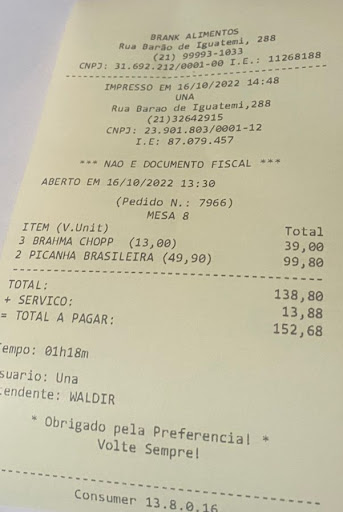 BRANK ALIMENTOS
Rua Barão de Iguatemi, 288
(21) 99993-1033
CNPJ: 31.692.212/0001-00 I.E.: 11268188
IMPRESSO EM 16/10/2022 14:48
UNA
Rua Barao de Iguatemi,288
(21)32642915
CNPJ: 23.901.803/0001-12
I.E: 87.079.457
*** NAO E DOCUMENTO FISCAL ***
ABERTO EM 16/10/2022 13:30
(Pedido N.: 7966)
MESA 8
ITEM (V.Unit) Total
3 BRAHMA CHOPP (13,00) 39,00
2 PICANHA BRASILEIRA (49,90) 99,80
TOTAL: 138,80
+ SERVICO: 13,88
= TOTAL A PAGAR: 152,68
Tempo: 01h18m
suario: Una
tendente: WALDIR
* Obrigado pela Preferencia! *
Volte Sempre!
Consumer 13.8.0.16